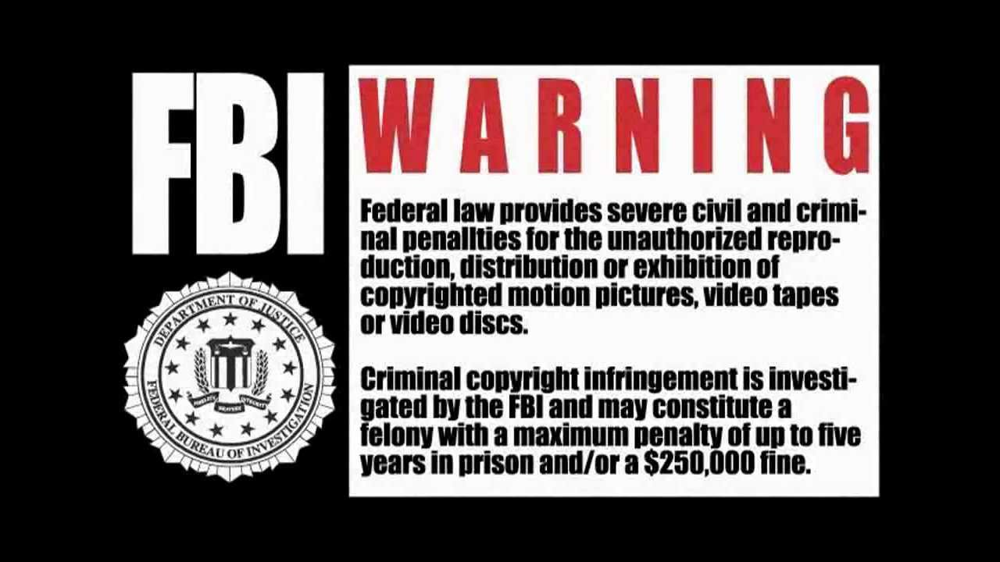 FBI
WARNING
Federal law provides severe civil and crimi-
nal penallties for the unauthorized repro-
duction, distribution or exhibition of
copyrighted motion pictures, video tapes
or video discs.
Criminal copyright infringement is investi-
gated by the FBI and may constitute a
felony with a maximum penalty of up to five
years in prison and/or a $250,000 fine.
DEPARTMENT OF JUSTICE
FEDERAL BUREAU OF INVESTIGATION